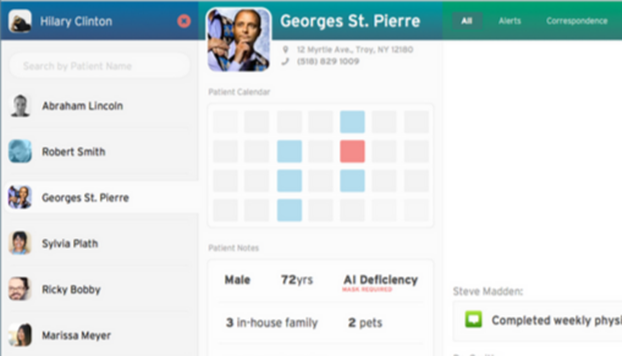 Hilary Clinton
Search by Patient Name
Abraham Lincoln
Robert Smith
Georges St. Pierre
Sylvia Plath
Ricky Bobby
Marissa Meyer
Georges St. Pierre
12 Myrtle Ave., Troy, NY 12180
(518) 829 1009
Patient Calendar
Patient Notes
Male 72yrs AI Deficiency
MASK REQUIRED
3 in-house family 2 pets
All Alerts Correspondence
Steve Madden:
Completed weekly physi